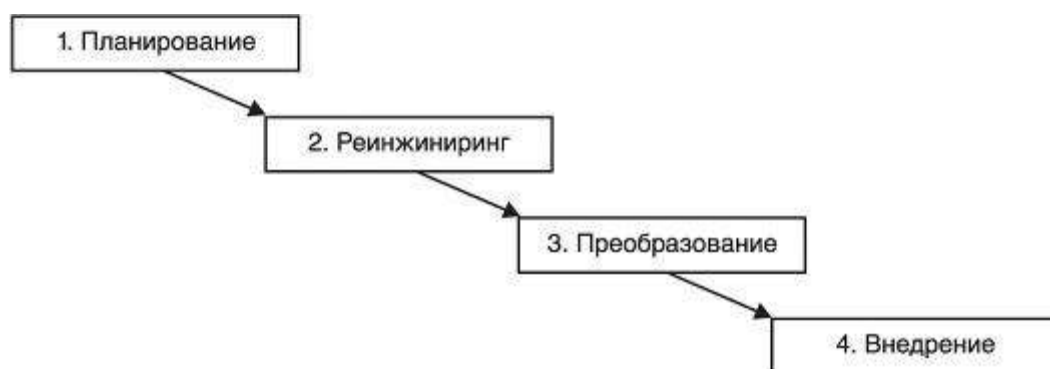 1. Планирование
2. Реинжиниринг
3. Преобразование
4. Внедрение